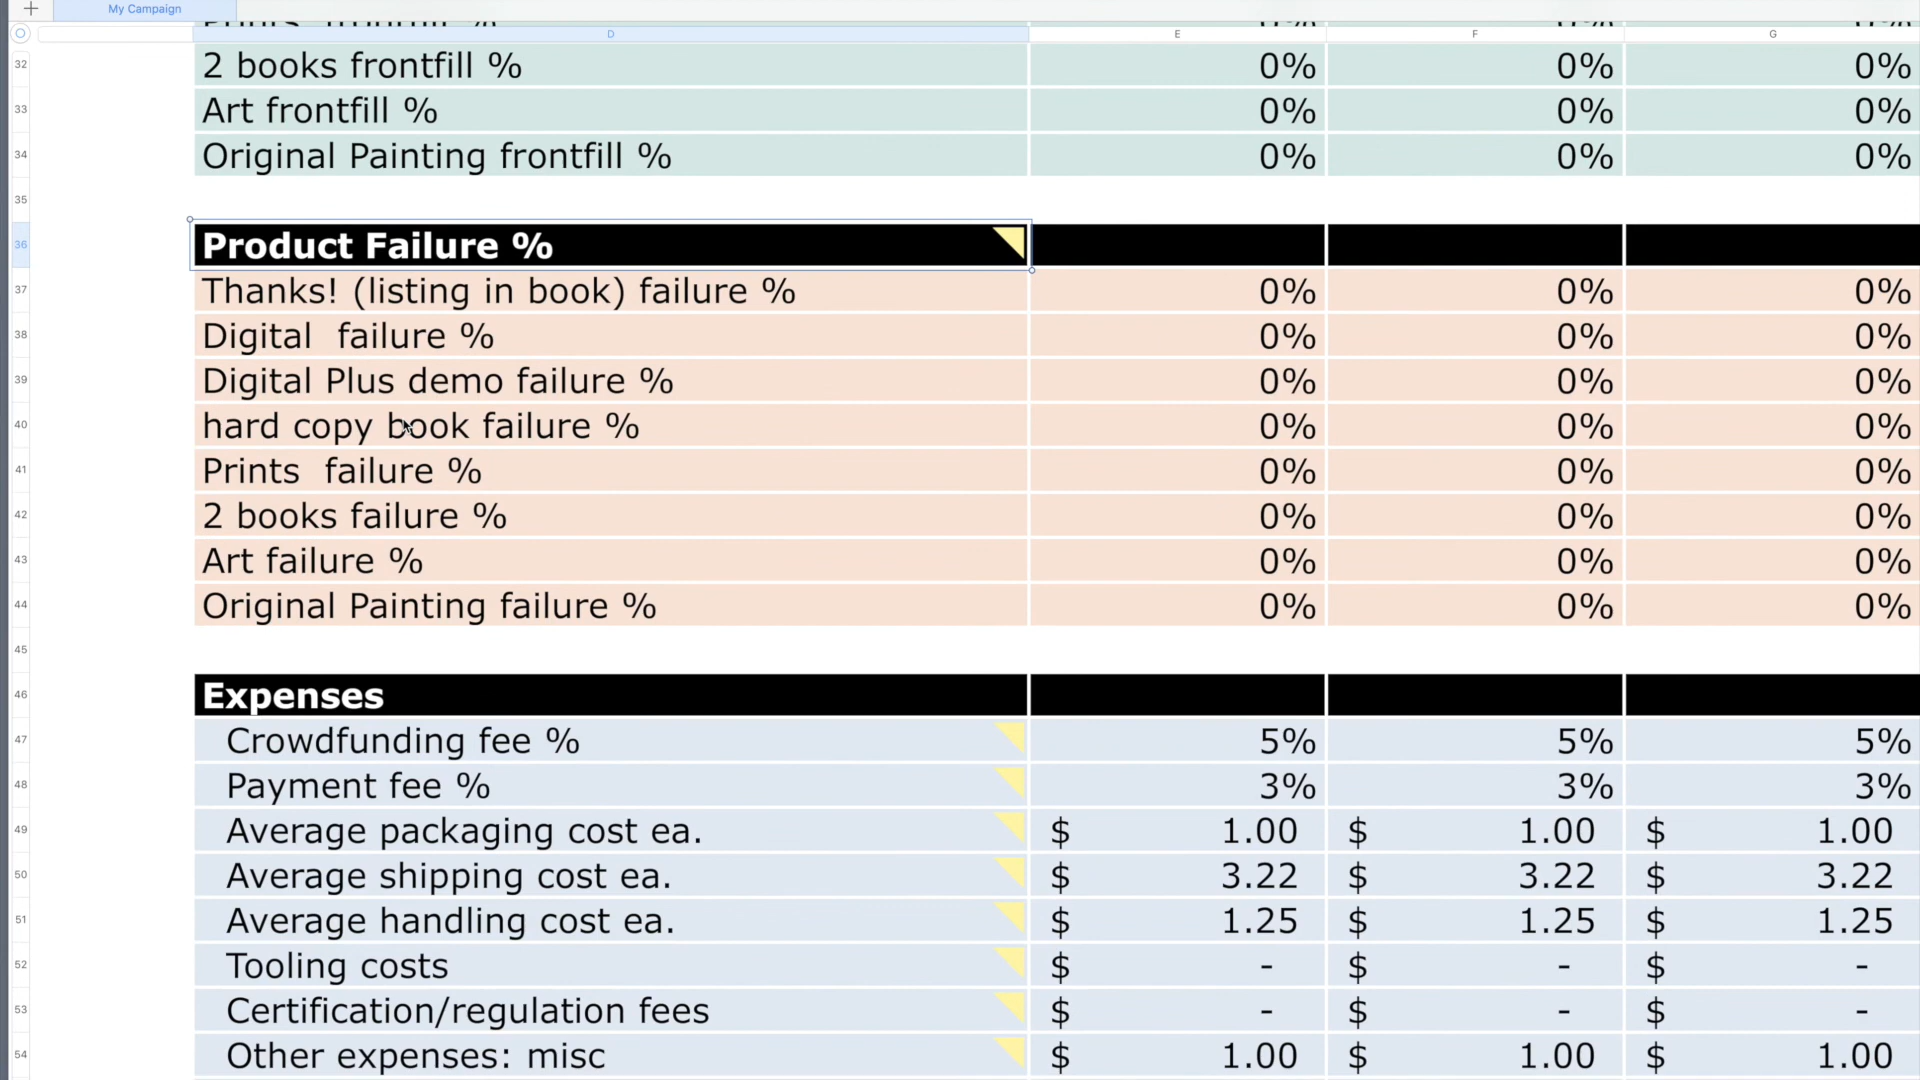 My Campaign
D E F G
32 2 books frontfill % 0% 0% 0%
33 Art frontfill % 0% 0% 0%
34 Original Painting frontfill % 0% 0% 0%
35
36 Product Failure %
37 Thanks! (listing in book) failure % 0% 0% 0%
38 Digital  failure % 0% 0% 0%
39 Digital Plus demo failure % 0% 0% 0%
40 hard copy book failure % 0% 0% 0%
41 Prints  failure % 0% 0% 0%
42 2 books failure % 0% 0% 0%
43 Art failure % 0% 0% 0%
44 Original Painting failure % 0% 0% 0%
45
46 Expenses
47 Crowdfunding fee % 5% 5% 5%
48 Payment fee % 3% 3% 3%
49 Average packaging cost ea. $ 1.00 $ 1.00 $ 1.00
50 Average shipping cost ea. $ 3.22 $ 3.22 $ 3.22
51 Average handling cost ea. $ 1.25 $ 1.25 $ 1.25
52 Tooling costs $ - $ - $ -
53 Certification/regulation fees $ - $ - $ -
54 Other expenses: misc $ 1.00 $ 1.00 $ 1.00